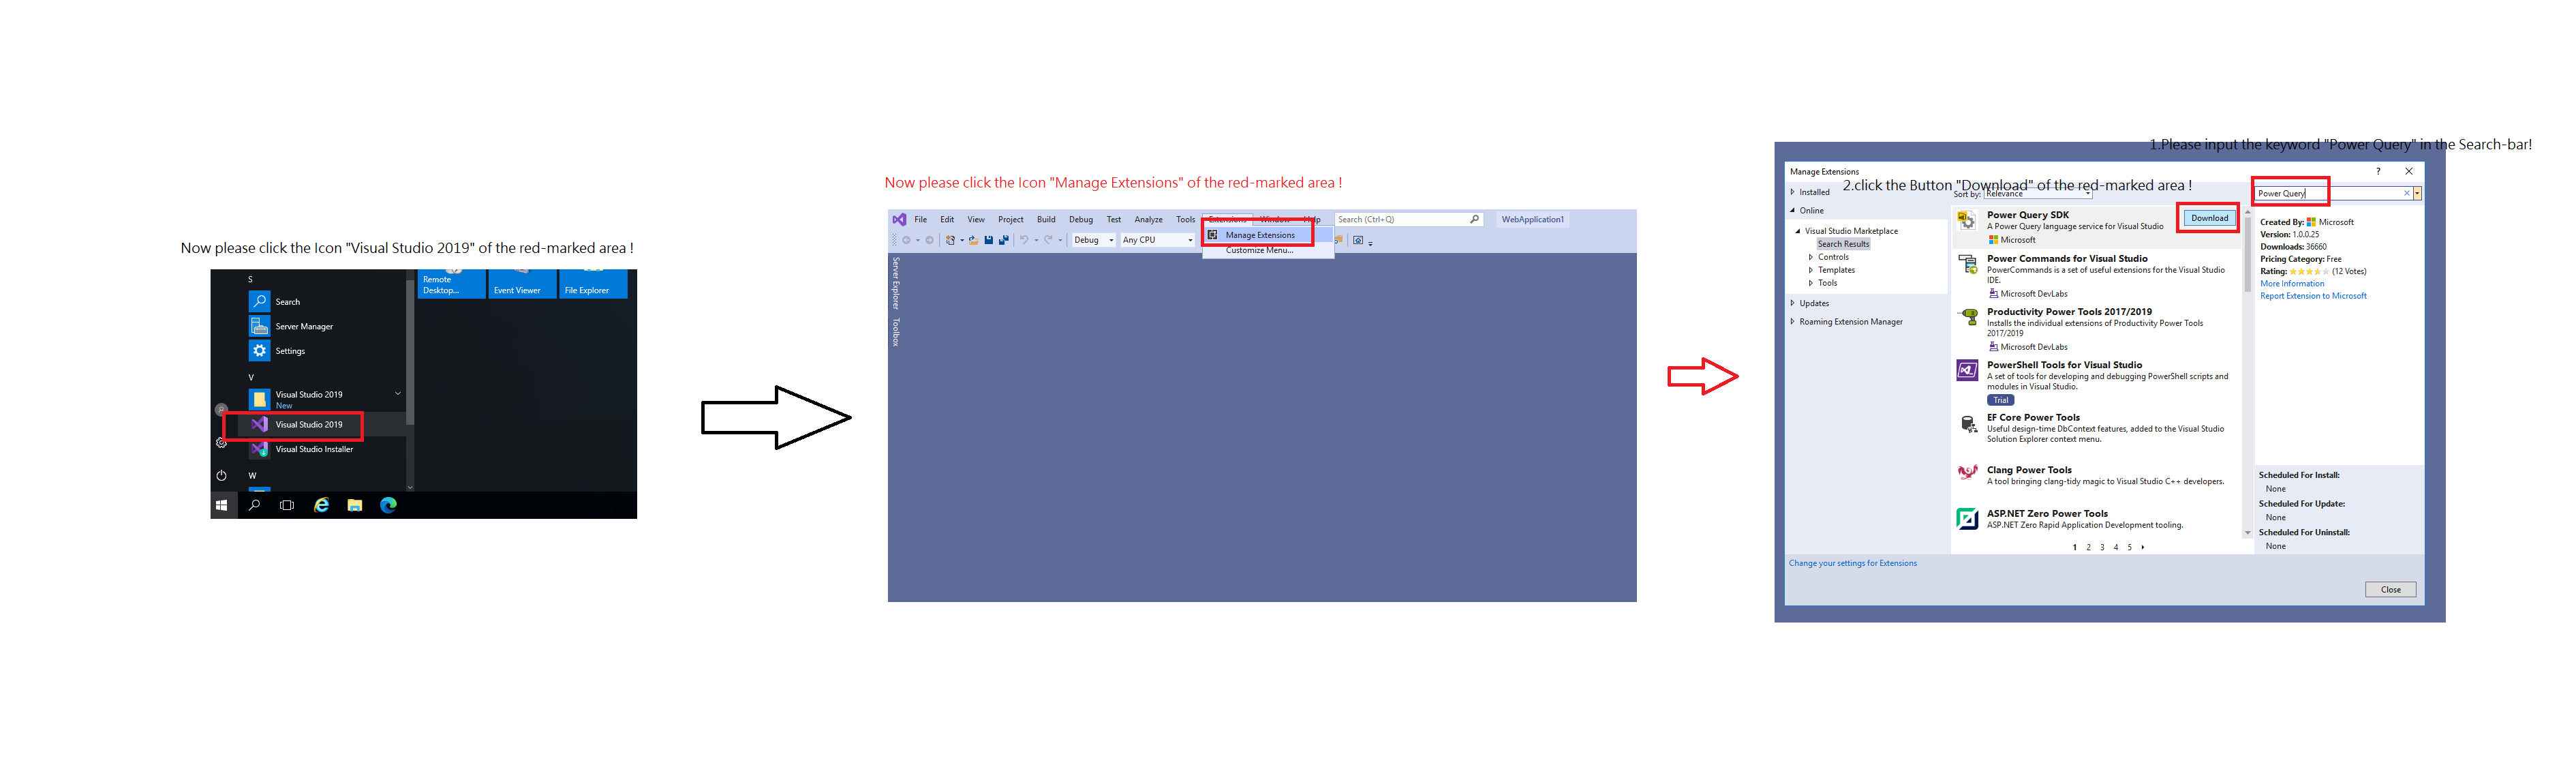 Now please click the Icon "Visual Studio 2019" of the red-marked area !
S
Search
Server Manager
Settings
V
Visual Studio 2019
New
Visual Studio 2019
Visual Studio Installer
W
Remote
Desktop...
Event Viewer
File Explorer
Now please click the Icon "Manage Extensions" of the red-marked area !
File Edit View Project Build Debug Test Analyze Tools Extensions Window Help Search (Ctrl+Q) WebApplication1
Debug Any CPU
Manage Extensions
Customize Menu...
Server Explorer
Toolbox
1.Please input the keyword "Power Query" in the Search-bar!
Manage Extensions
2.click the Button "Download" of the red-marked area !
Installed
Online
Visual Studio Marketplace
Search Results
Controls
Templates
Tools
Updates
Roaming Extension Manager
Sort by: Relevance
Power Query SDK
Download
A Power Query language service for Visual Studio
Microsoft
Power Commands for Visual Studio
PowerCommands is a set of useful extensions for the Visual Studio
IDE.
Microsoft DevLabs
Productivity Power Tools 2017/2019
Installs the individual extensions of Productivity Power Tools
2017/2019
Microsoft DevLabs
PowerShell Tools for Visual Studio
A set of tools for developing and debugging PowerShell scripts and
modules in Visual Studio.
Trial
EF Core Power Tools
Useful design-time DbContext features, added to the Visual Studio
Solution Explorer context menu.
Clang Power Tools
A tool bringing clang-tidy magic to Visual Studio C++ developers.
ASP.NET Zero Power Tools
ASP.NET Zero Rapid Application Development tooling.
1 2 3 4 5
Power Query
Created By: Microsoft
Version: 1.0.0.25
Downloads: 36660
Pricing Category: Free
Rating: (12 Votes)
More Information
Report Extension to Microsoft
Scheduled For Install:
None
Scheduled For Update:
None
Scheduled For Uninstall:
None
Change your settings for Extensions
Close